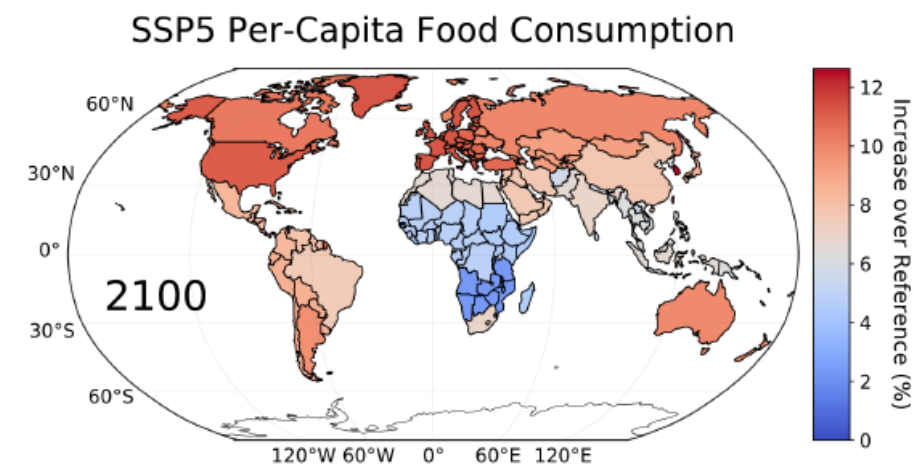 SSP5 Per-Capita Food Consumption
60°N
30°N
0°
30°S
60°S
2100
120°W 60°W 0° 60°E 120°E
12
10
8
6
4
2
0
Increase over Reference (%)